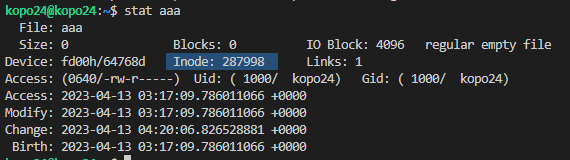 kopo24@kopo24:~$ stat aaa
File: aaa
Size: 0 Blocks: 0 IO Block: 4096 regular empty file
Device: fd00h/64768d Inode: 287998 Links: 1
Access: (0640/-rw-r-----) Uid: ( 1000/ kopo24) Gid: ( 1000/ kopo24)
Access: 2023-04-13 03:17:09.786011066 +0000
Modify: 2023-04-13 03:17:09.786011066 +0000
Change: 2023-04-13 04:20:06.826528881 +0000
Birth: 2023-04-13 03:17:09.786011066 +0000
kopo24@kopo24:~$